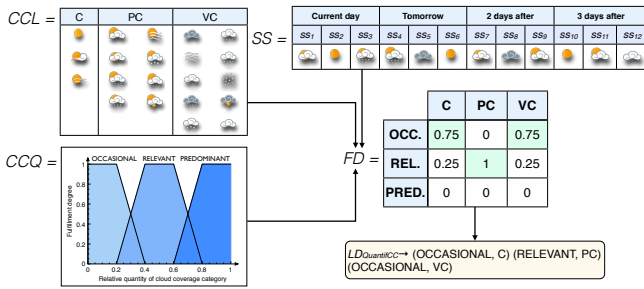 CCL =
C PC VC
SS =
Current day Tomorrow 2 days after 3 days after
SS1 SS2 SS3 SS4 SS5 SS6 SS7 SS8 SS9 SS10 SS11 SS12
CCQ =
OCCASIONAL RELEVANT PREDOMINANT
Fulfilment degree
1
0.8
0.6
0.4
0.2
0
0 0.2 0.4 0.6 0.8 1
Relative quantity of cloud coverage category
FD =
C PC VC
OCC. 0.75 0 0.75
REL. 0.25 1 0.25
PRED. 0 0 0
LDQuantifCC→ (OCCASIONAL, C) (RELEVANT, PC)
(OCCASIONAL, VC)